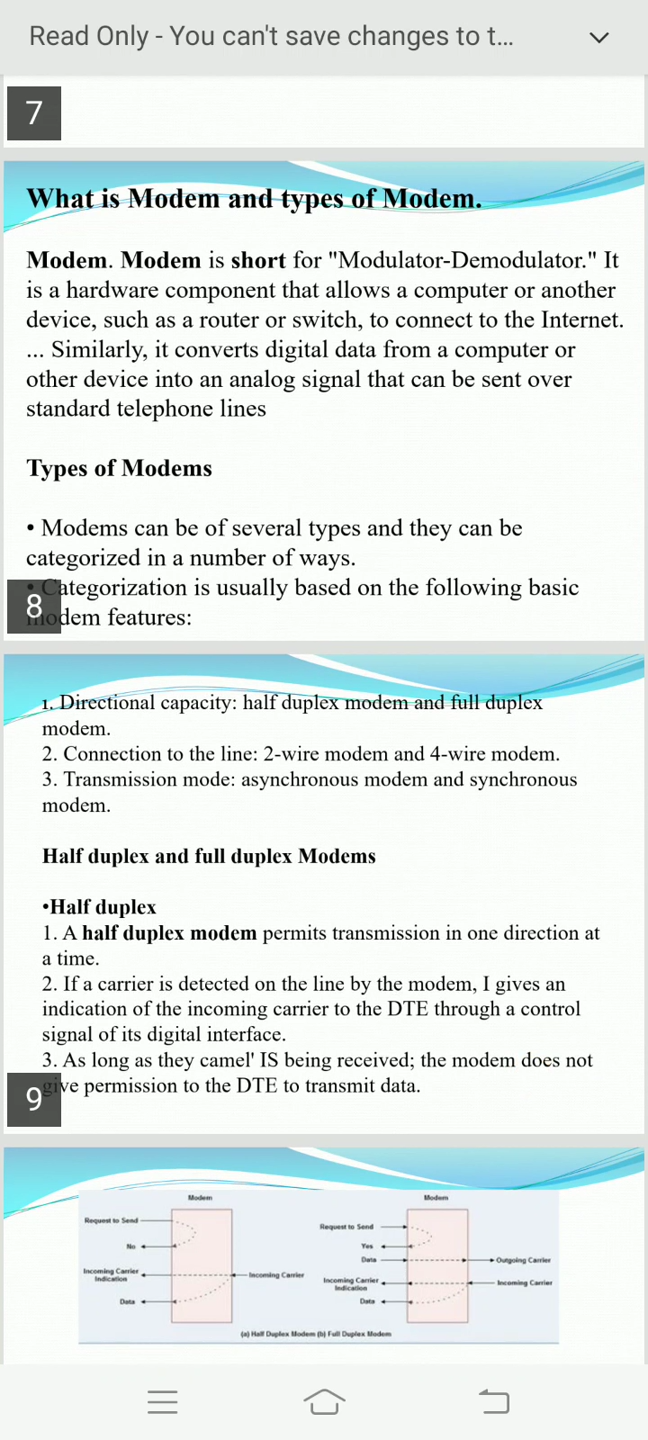 Read Only - You can't save changes to t...
7
What is Modem and types of Modem.
Modem. Modem is short for "Modulator-Demodulator." It
is a hardware component that allows a computer or another
device, such as a router or switch, to connect to the Internet.
... Similarly, it converts digital data from a computer or
other device into an analog signal that can be sent over
standard telephone lines
Types of Modems
• Modems can be of several types and they can be
categorized in a number of ways.
• Categorization is usually based on the following basic
modem features:
8
1. Directional capacity: half duplex modem and full duplex
modem.
2. Connection to the line: 2-wire modem and 4-wire modem.
3. Transmission mode: asynchronous modem and synchronous
modem.
Half duplex and full duplex Modems
•Half duplex
1. A half duplex modem permits transmission in one direction at
a time.
2. If a carrier is detected on the line by the modem, I gives an
indication of the incoming carrier to the DTE through a control
signal of its digital interface.
3. As long as they camel' IS being received; the modem does not
give permission to the DTE to transmit data.
9
Modem
Request to Send
No
Incoming Carrier
Indication
Data
Incoming Carrier
Modem
Request to Send
Yes
Data
Outgoing Carrier
Incoming Carrier
Indication
Incoming Carrier
Data
(a) Half Duplex Modem (b) Full Duplex Modem